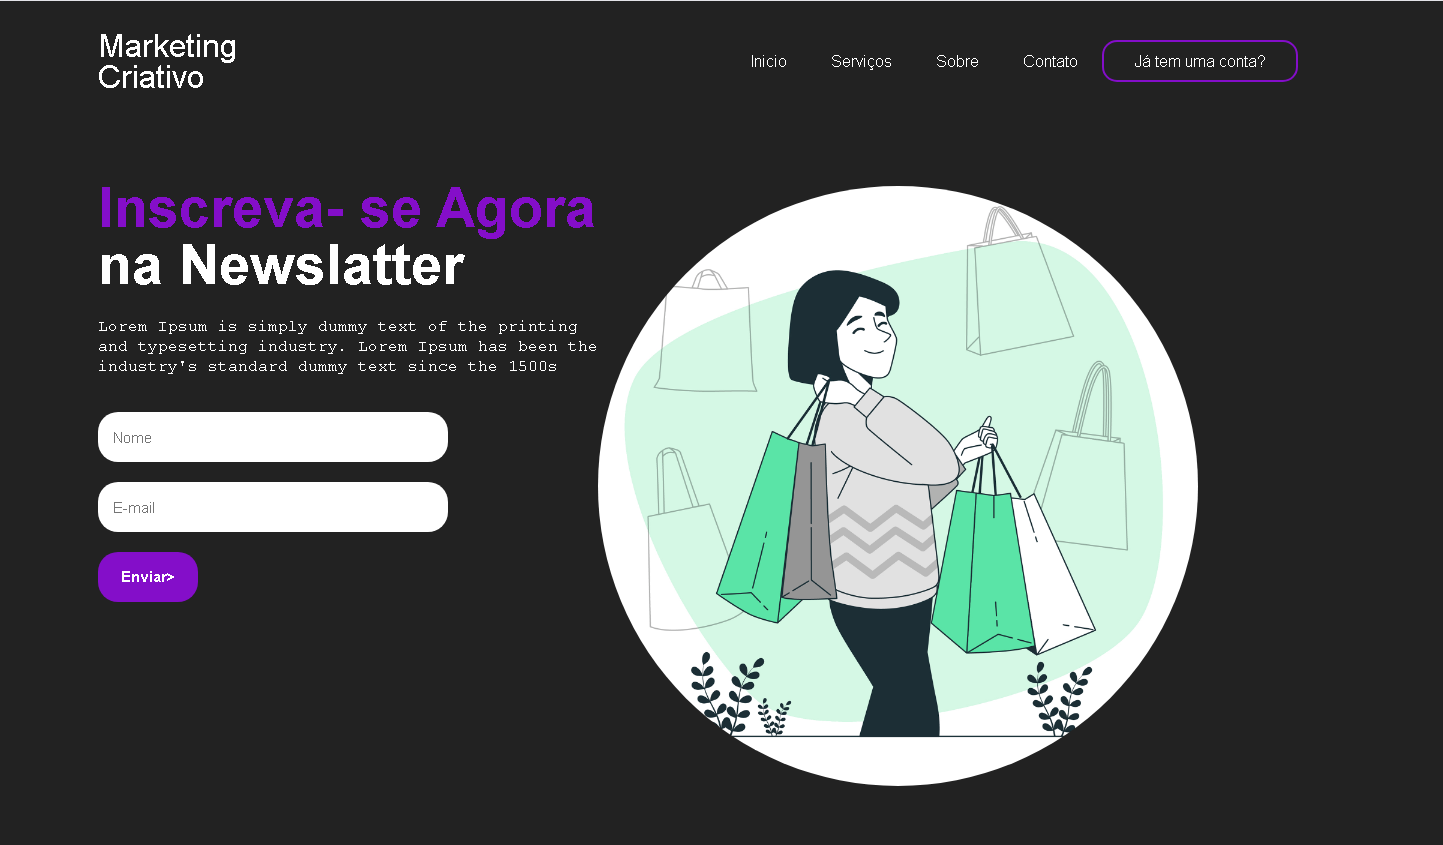 Marketing
Criativo
Inicio Serviços Sobre Contato Já tem uma conta?
Inscreva- se Agora
na Newslatter
Lorem Ipsum is simply dummy text of the printing
and typesetting industry. Lorem Ipsum has been the
industry's standard dummy text since the 1500s
Nome
E-mail
Enviar>